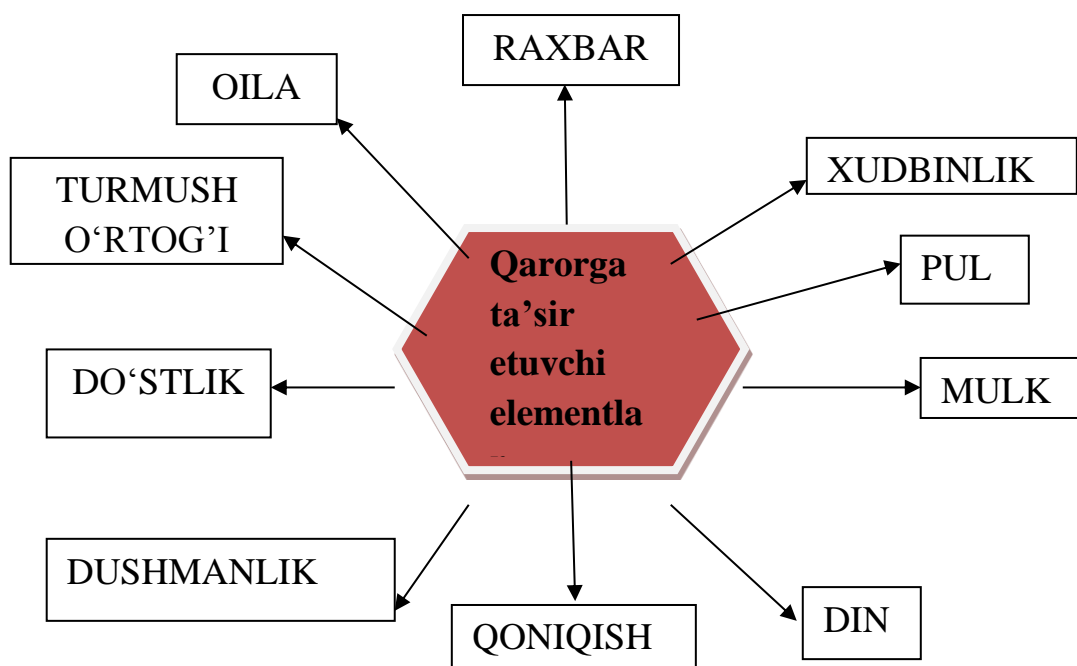 RAXBAR
OILA
XUDBINLIK
TURMUSH
O‘RTOG’I
PUL
Qarorga
ta’sir
etuvchi
elementla
DO‘STLIK
MULK
DUSHMANLIK
QONIQISH
DIN